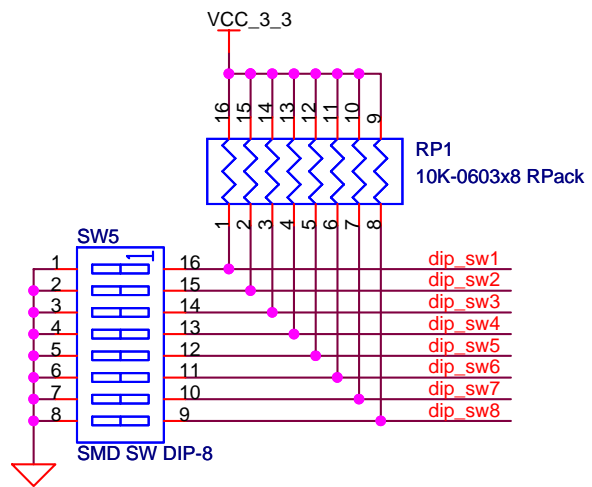 VCC_3_3
16 15 14 13 12 11 10 9
RP1
10K-0603x8 RPack
1 2 3 4 5 6 7 8
SW5
1
1 16 dip_sw1
2 15 dip_sw2
3 14 dip_sw3
4 13 dip_sw4
5 12 dip_sw5
6 11 dip_sw6
7 10 dip_sw7
8 9 dip_sw8
SMD SW DIP-8